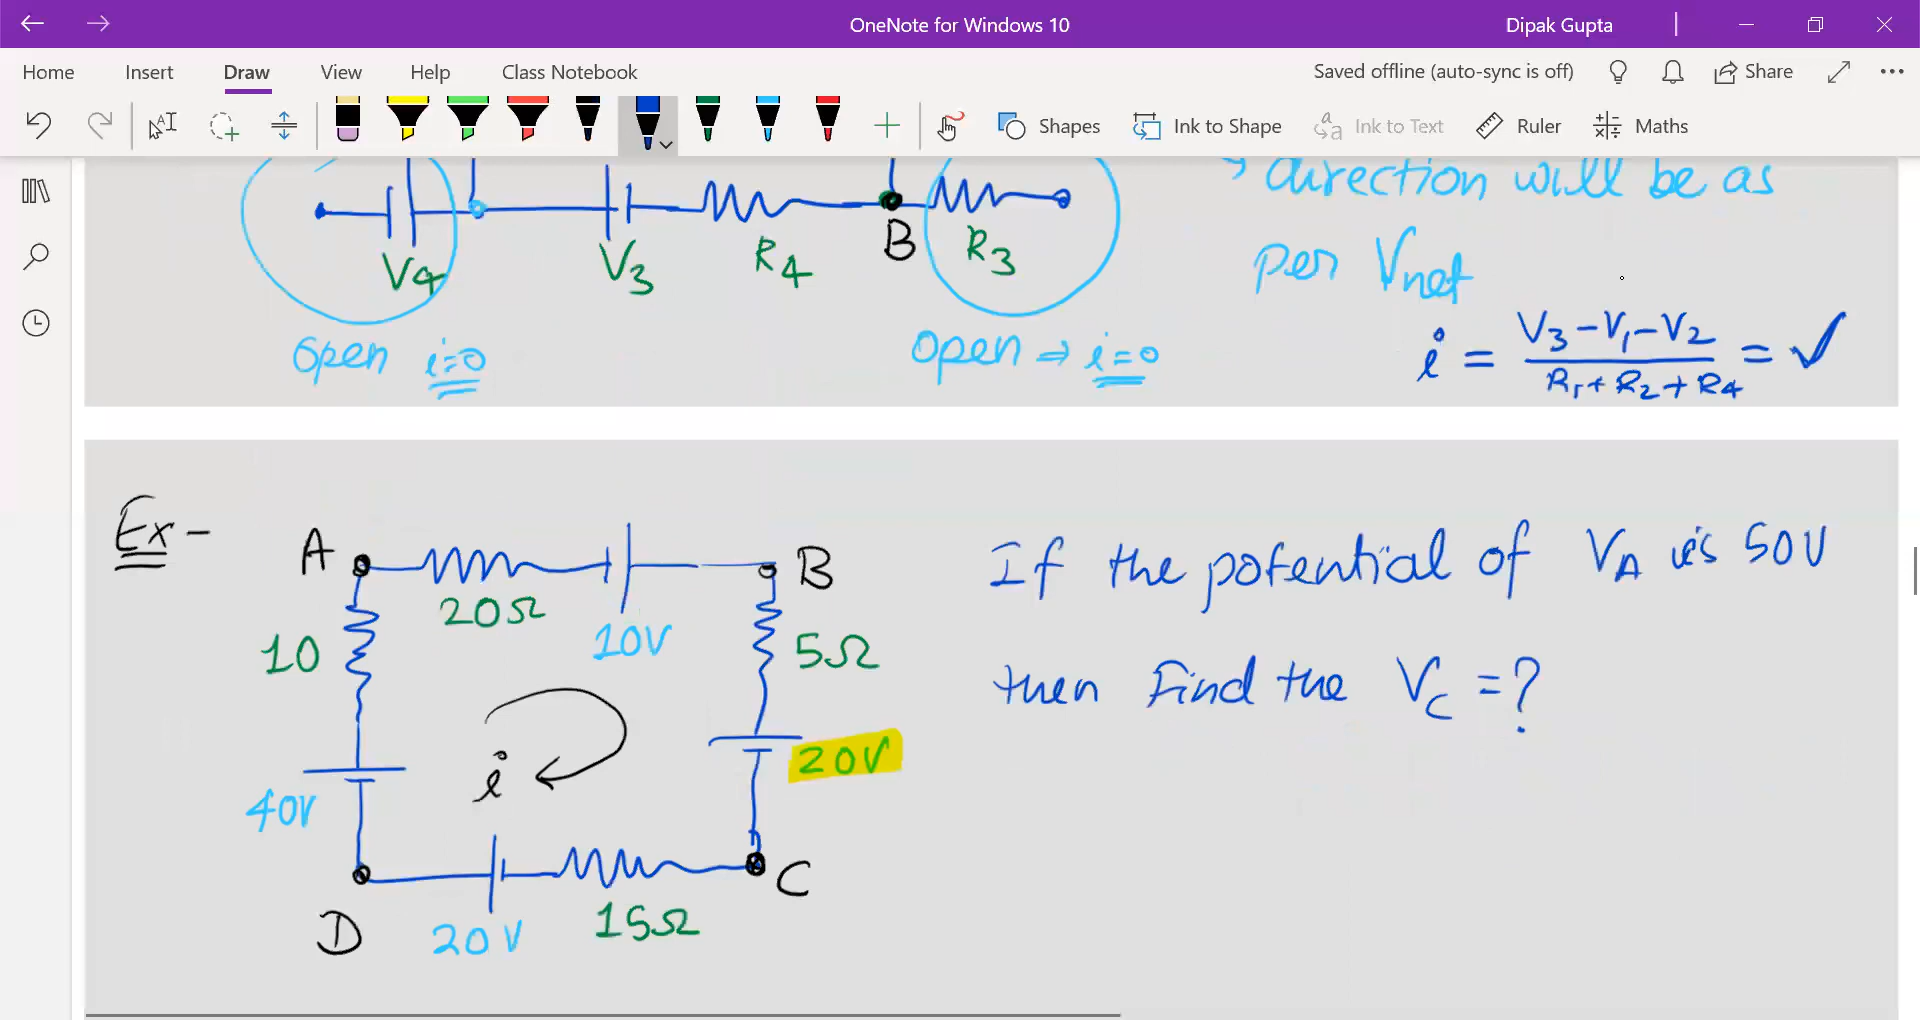 OneNote for Windows 10
Dipak Gupta
Home Insert Draw View Help Class Notebook
Saved offline (auto-sync is off) Share
Shapes Ink to Shape Ink to Text Ruler Maths
direction will be as
per Vnet
V4 V3 R4 B R3
open i=0
open ⇒ i=0
i = V3-V1-V2 / R1+R2+R4 = ✓
Ex -
A B
20Ω
10V
10
5Ω
If the potential of VA is 50V
then find the VC = ?
i
20V
40V
C
D
20V
15Ω